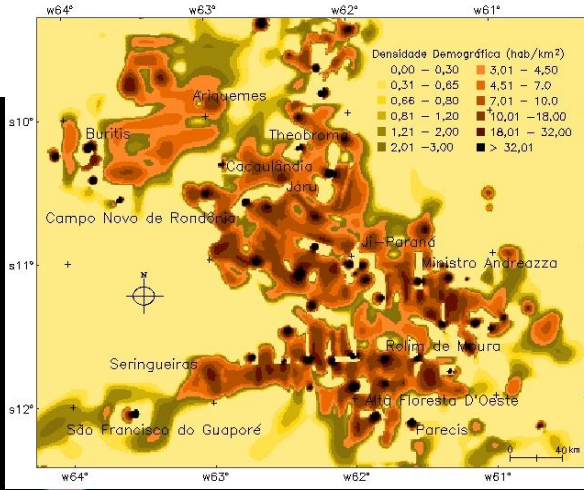 w64° w63° w62° w61°
Densidade Demográfica (hab/km²)
0,00 - 0,30 3,01 - 4,50
0,31 - 0,65 4,51 - 7.0
0,66 - 0,80 7,01 - 10.0
0,81 - 1,20 10,01 -18,00
1,21 - 2,00 18,01 - 32,00
2,01 -3,00 > 32,01
Ariquemes
s10°
Buritis
Theobroma
Cacaulândia
Jaru
Campo Novo de Rondônia
Ji-Paraná
s11°
Ministro Andreazza
N
Rolim de Moura
Seringueiras
Alta Floresta D'Oeste
s12°
São Francisco do Guaporé
Parecis
0 40km
w64° w63° w62° w61°